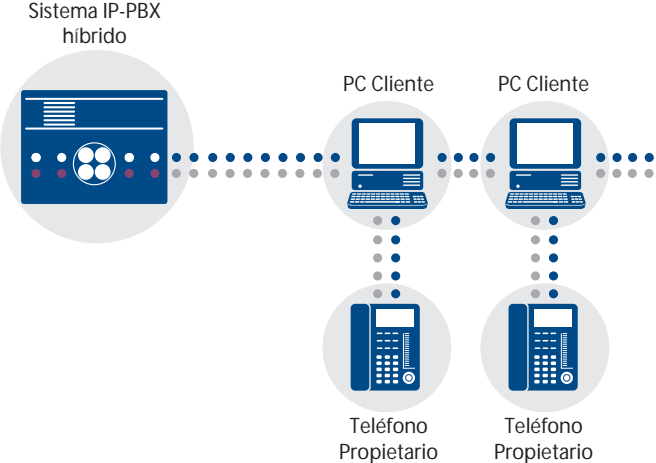 Sistema IP-PBX
híbrido
PC Cliente
PC Cliente
Teléfono
Propietario
Teléfono
Propietario